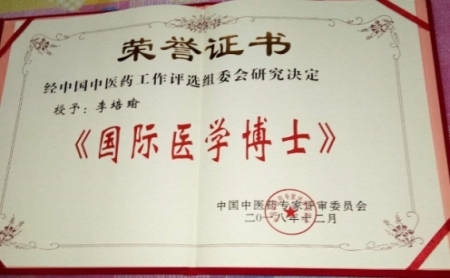 荣誉证书
经中国中医药工作评选组委会研究决定
授予：李培瑜
《国际医学博士》
中国中医药专家评审委员会
二〇一八年十二月